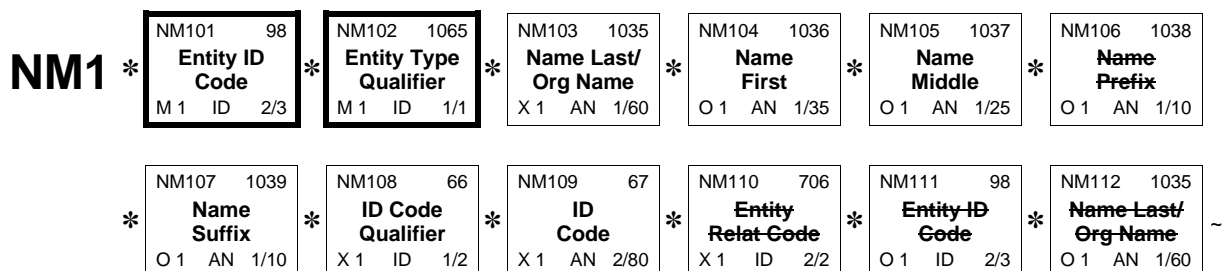 NM101 98 NM102 1065 NM103 1035 NM104 1036 NM105 1037 NM106 1038
NM1 * Entity ID * Entity Type * Name Last/ * Name * Name * Name
Code Qualifier Org Name First Middle Prefix
M 1 ID 2/3 M 1 ID 1/1 X 1 AN 1/60 O 1 AN 1/35 O 1 AN 1/25 O 1 AN 1/10
NM107 1039 NM108 66 NM109 67 NM110 706 NM111 98 NM112 1035
* Name * ID Code * ID * Entity * Entity ID * Name Last/ ~
Suffix Qualifier Code Relat Code Code Org Name
O 1 AN 1/10 X 1 ID 1/2 X 1 AN 2/80 X 1 ID 2/2 O 1 ID 2/3 O 1 AN 1/60